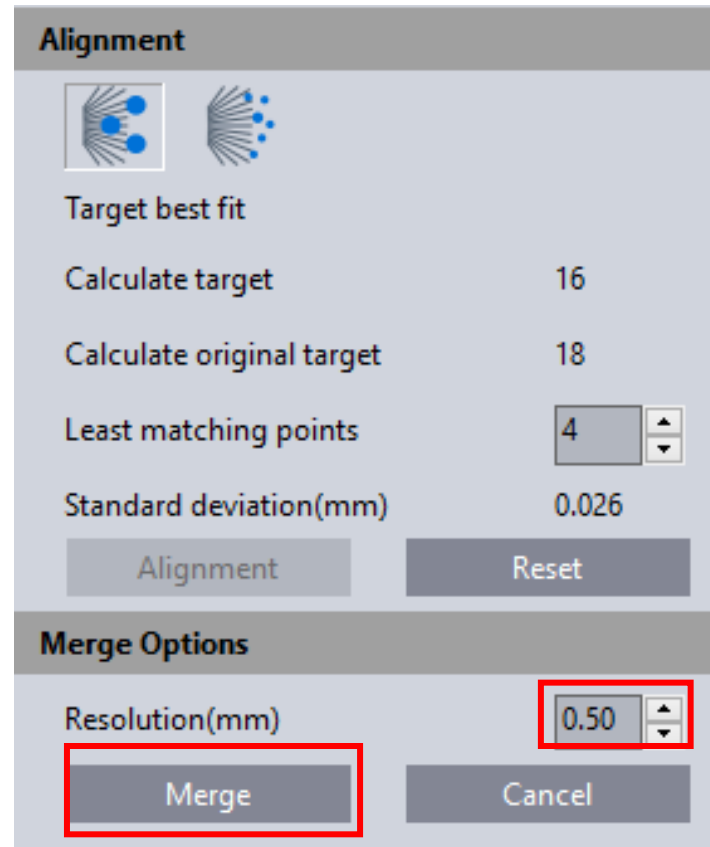 Alignment
Target best fit
Calculate target 16
Calculate original target 18
Least matching points 4
Standard deviation(mm) 0.026
Alignment Reset
Merge Options
Resolution(mm) 0.50
Merge Cancel